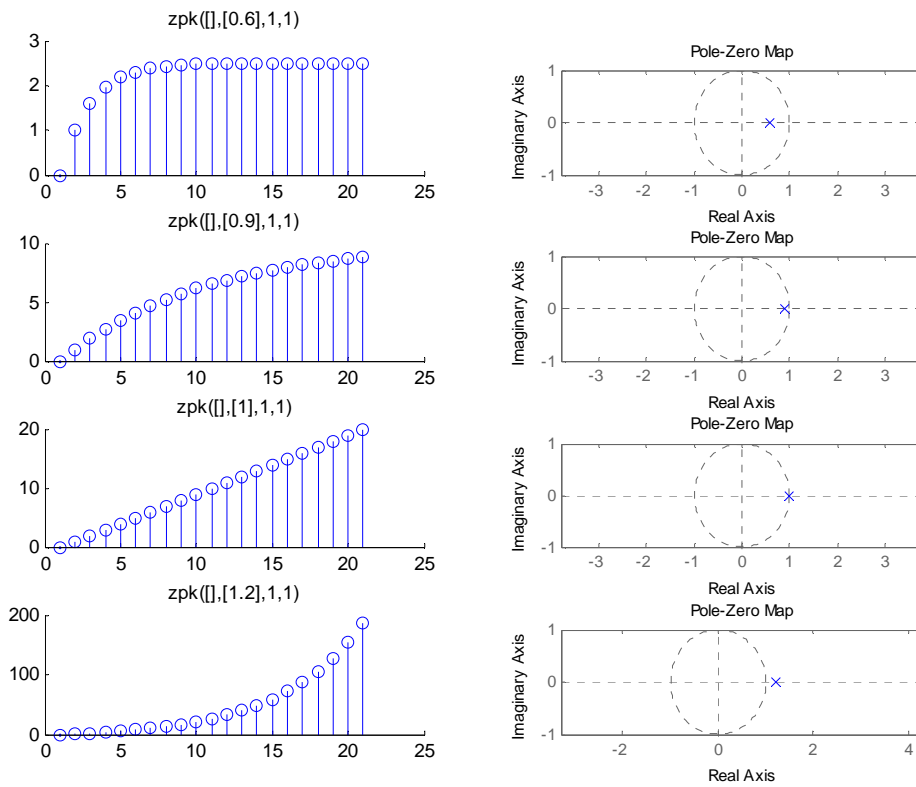 zpk([],[0.6],1,1)
3
2
1
0
0 5 10 15 20 25
Pole-Zero Map
1
0
-1
Imaginary Axis
-3 -2 -1 0 1 2 3
Real Axis
zpk([],[0.9],1,1)
10
5
0
0 5 10 15 20 25
Pole-Zero Map
1
0
-1
Imaginary Axis
-3 -2 -1 0 1 2 3
Real Axis
zpk([],[1],1,1)
20
10
0
0 5 10 15 20 25
Pole-Zero Map
1
0
-1
Imaginary Axis
-3 -2 -1 0 1 2 3
Real Axis
zpk([],[1.2],1,1)
200
100
0
0 5 10 15 20 25
Pole-Zero Map
1
0
-1
Imaginary Axis
-2 0 2 4
Real Axis